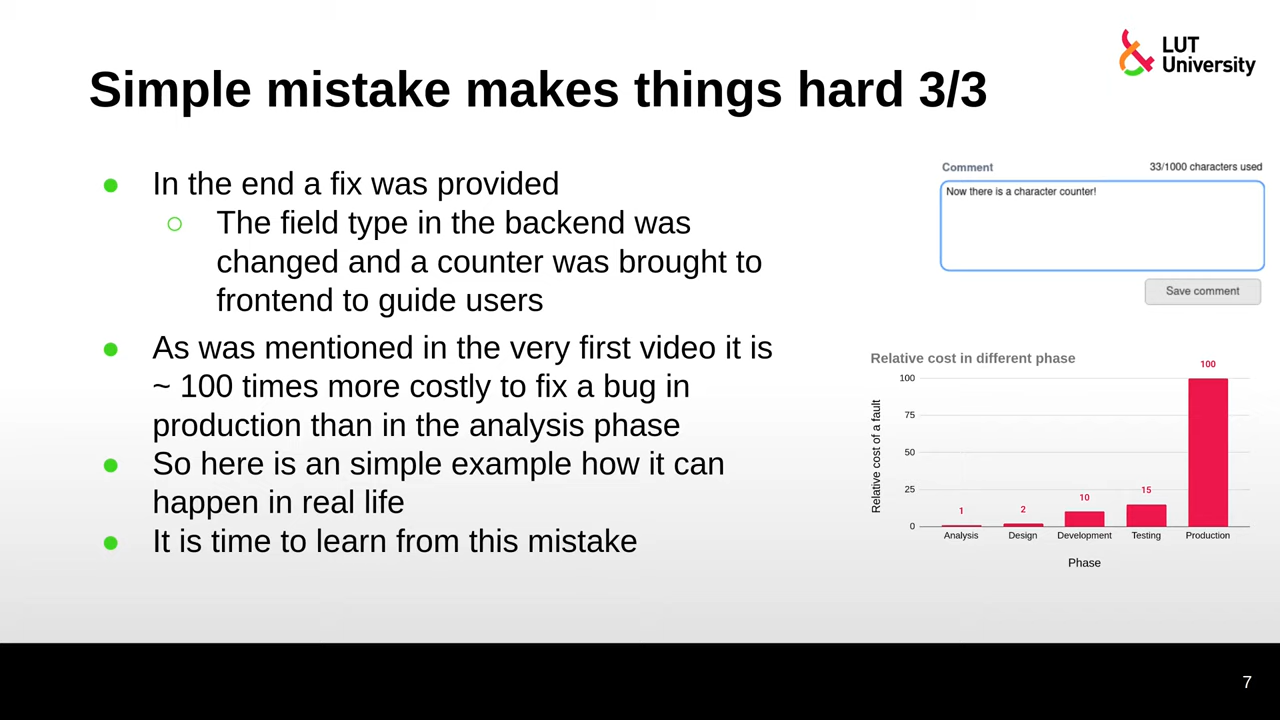 LUT
University
Simple mistake makes things hard 3/3
● In the end a fix was provided
○ The field type in the backend was
changed and a counter was brought to
frontend to guide users
● As was mentioned in the very first video it is
~ 100 times more costly to fix a bug in
production than in the analysis phase
● So here is an simple example how it can
happen in real life
● It is time to learn from this mistake
Comment 33/1000 characters used
Now there is a character counter!
Save comment
Relative cost in different phase
Relative cost of a fault
100
75
50
25
0
1
2
10
15
100
Analysis Design Development Testing Production
Phase
7